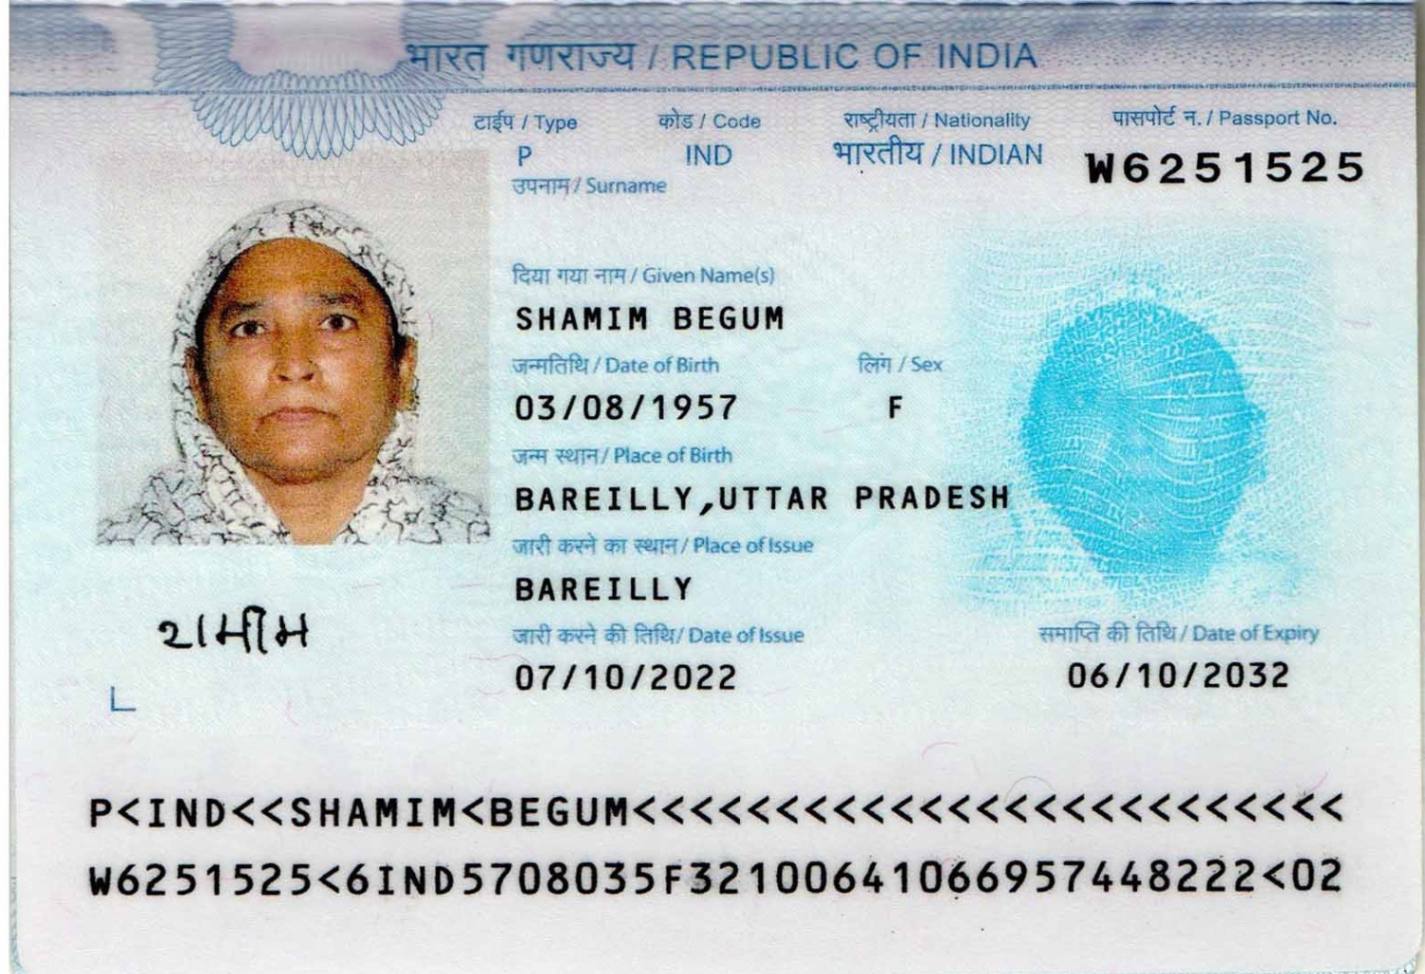 भारत गणराज्य / REPUBLIC OF INDIA
टाईप / Type कोड / Code राष्ट्रीयता / Nationality पासपोर्ट न. / Passport No.
P IND भारतीय / INDIAN W6251525
उपनाम / Surname
दिया गया नाम / Given Name(s)
SHAMIM BEGUM
जन्मतिथि / Date of Birth लिंग / Sex
03/08/1957 F
जन्म स्थान / Place of Birth
BAREILLY,UTTAR PRADESH
जारी करने का स्थान / Place of Issue
BAREILLY
शमीम
जारी करने की तिथि / Date of Issue समाप्ति की तिथि / Date of Expiry
07/10/2022 06/10/2032
P<IND<<SHAMIM<BEGUM<<<<<<<<<<<<<<<<<<<<<<<<<
W6251525<6IND5708035F32100641066957448222<02